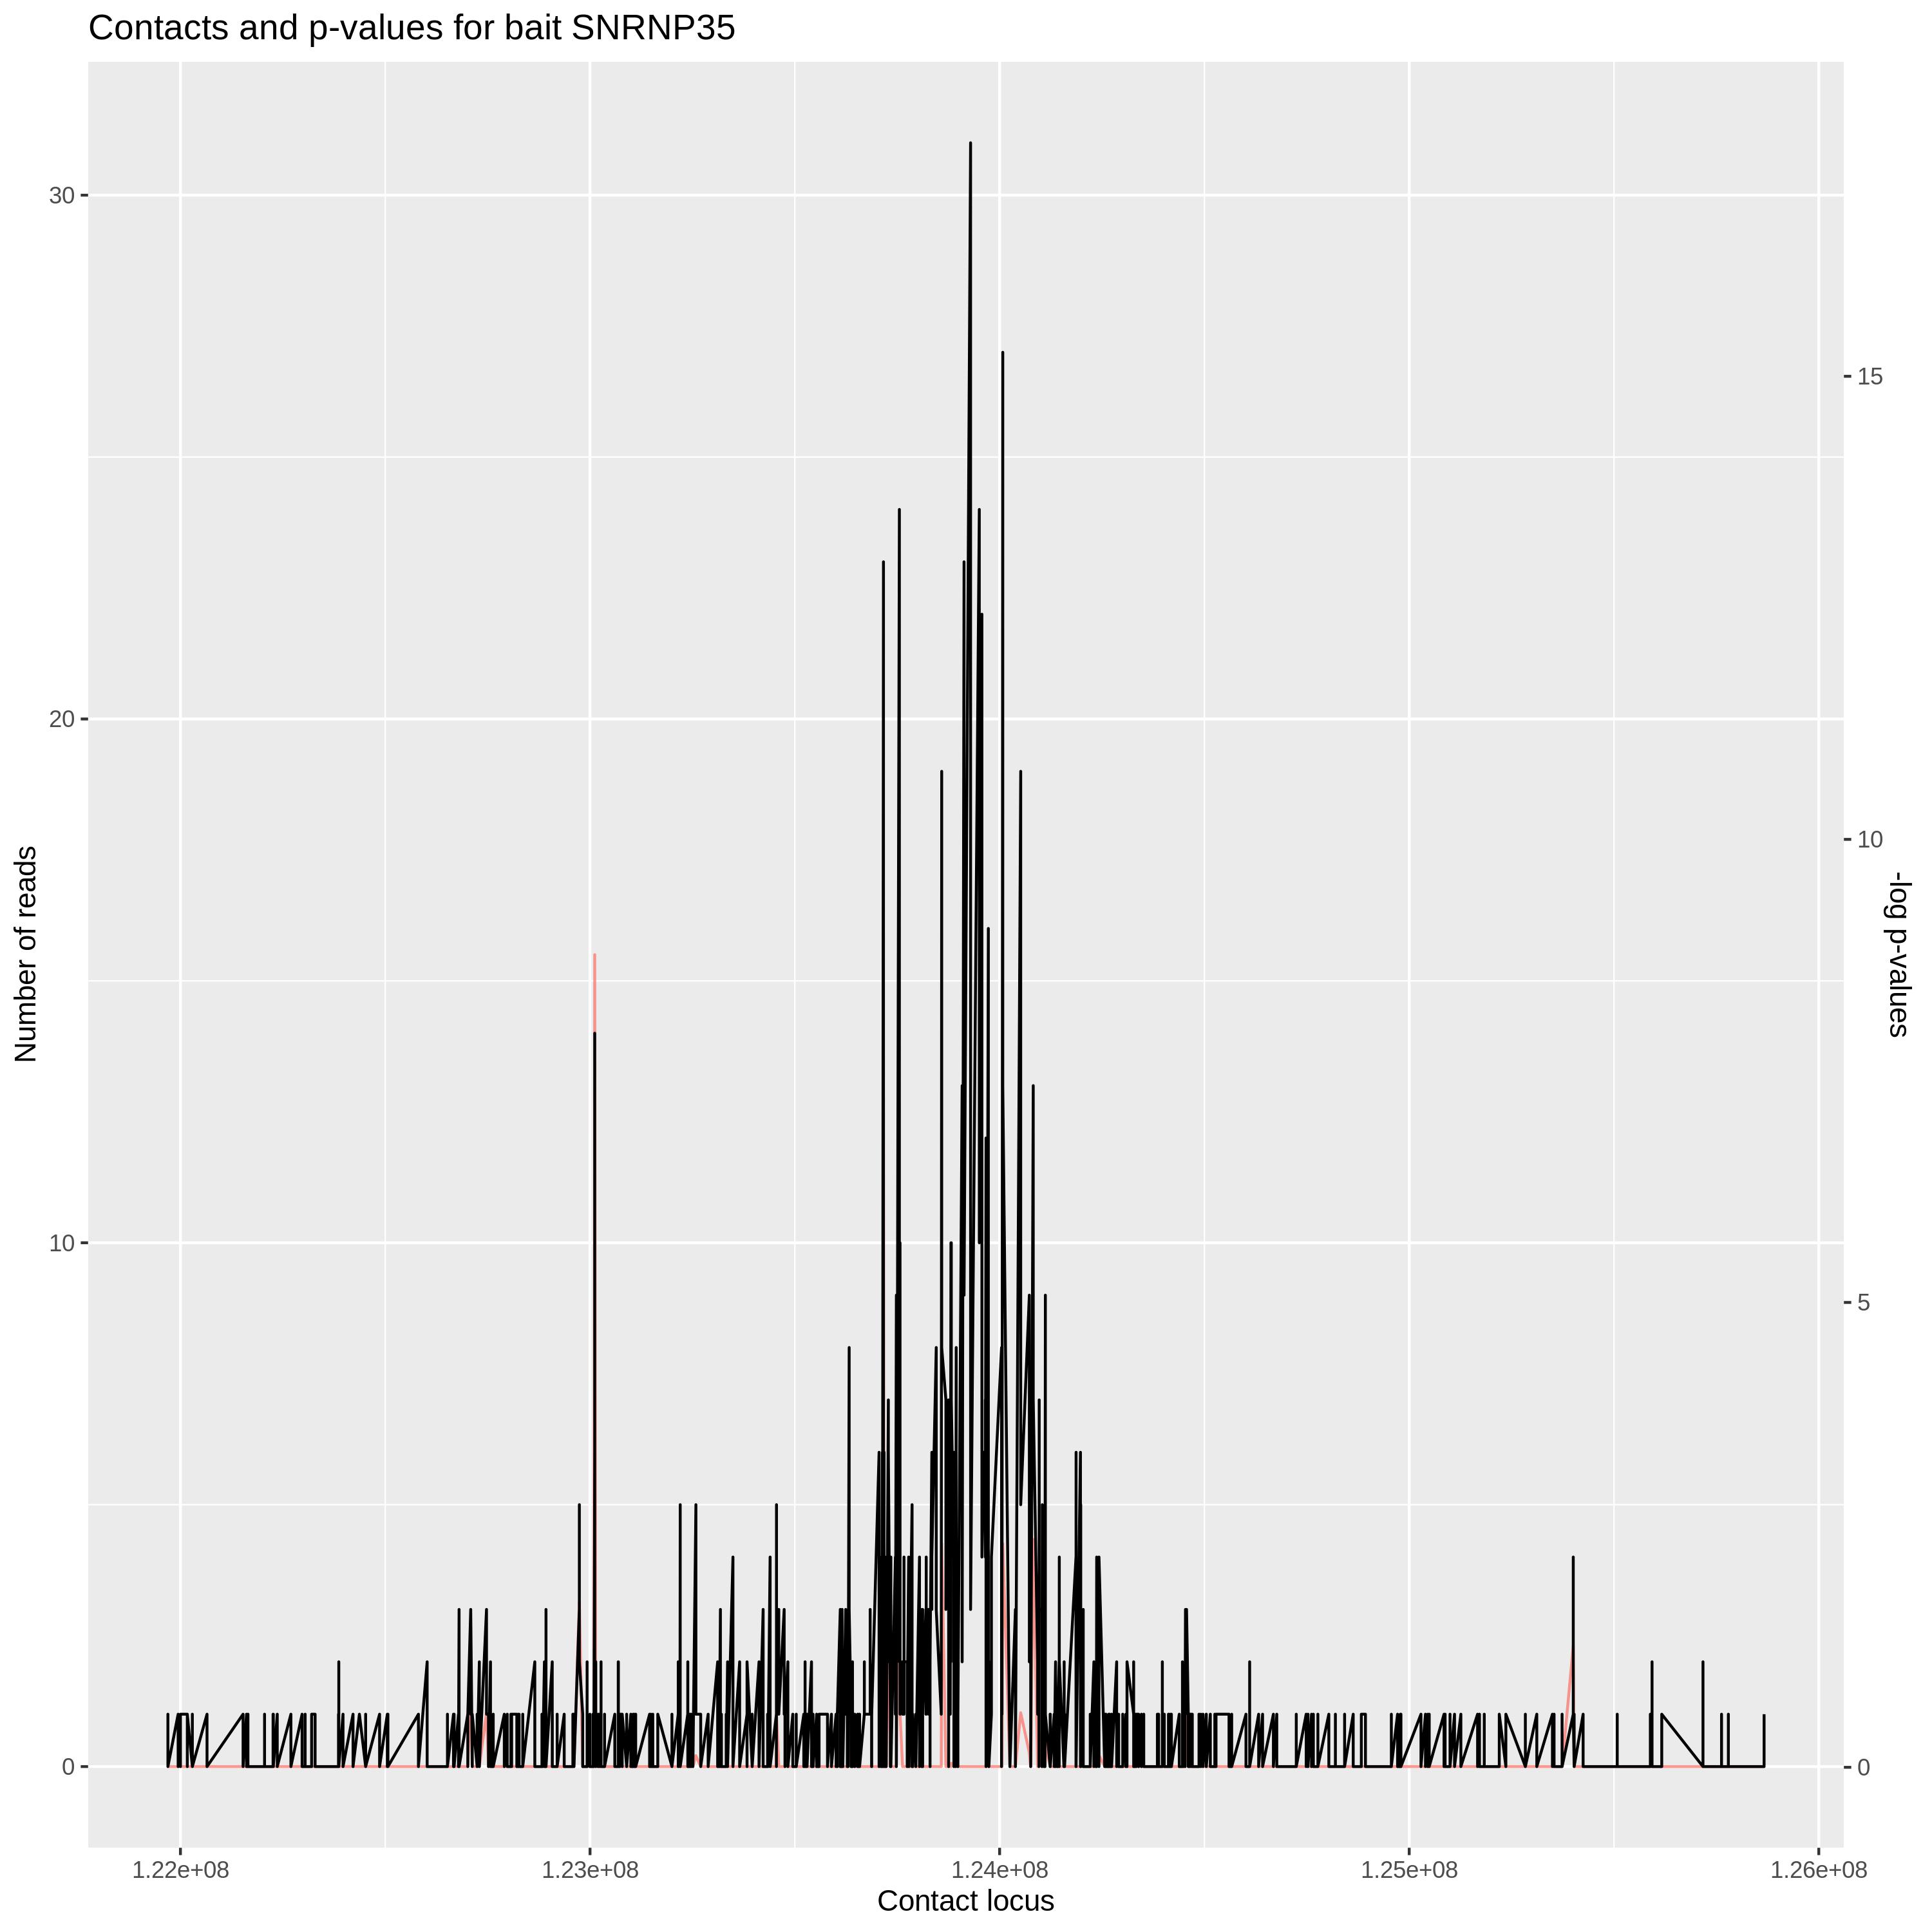 Contacts and p-values for bait SNRNP35
30
20
10
0
Number of reads
15
10
5
0
-log p-values
1.22e+08
1.23e+08
1.24e+08
1.25e+08
1.26e+08
Contact locus